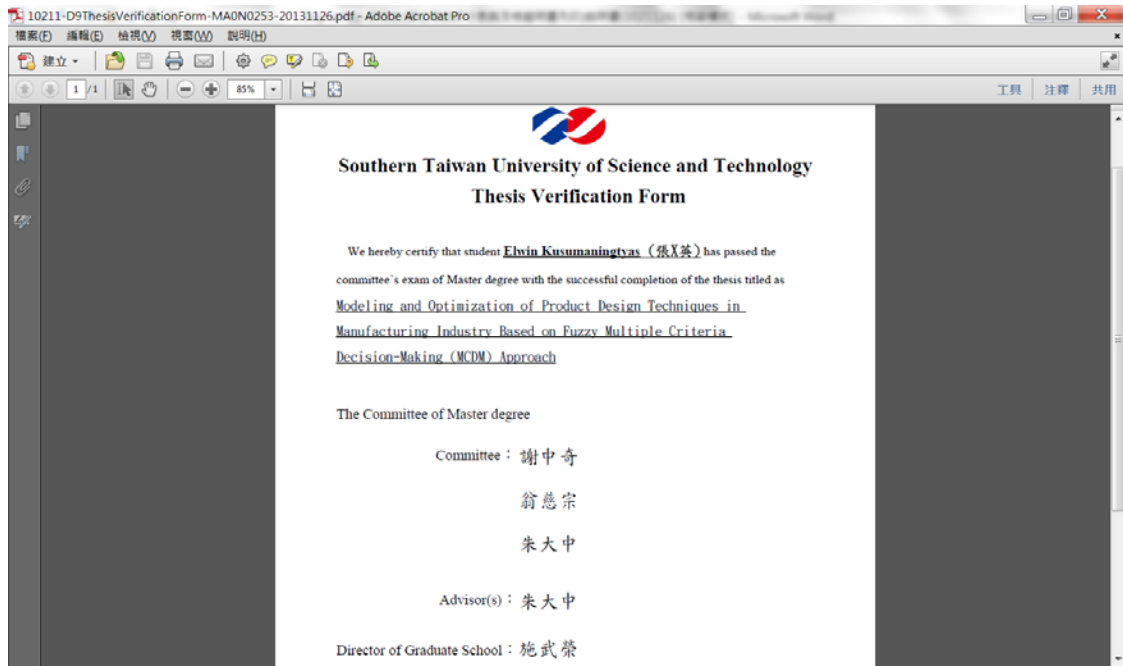 10211-D9ThesisVerificationForm-MA0N0253-20131126.pdf - Adobe Acrobat Pro
檔案(F) 編輯(E) 檢視(V) 視窗(W) 說明(H)
建立
1 / 1 85% 工具 注釋 共用
Southern Taiwan University of Science and Technology
Thesis Verification Form
We hereby certify that student Elwin Kusumaningtyas (張X英) has passed the
committee`s exam of Master degree with the successful completion of the thesis titled as
Modeling and Optimization of Product Design Techniques in
Manufacturing Industry Based on Fuzzy Multiple Criteria
Decision-Making (MCDM) Approach
The Committee of Master degree
Committee：謝中奇
翁慈宗
朱大中
Advisor(s)：朱大中
Director of Graduate School：施武榮